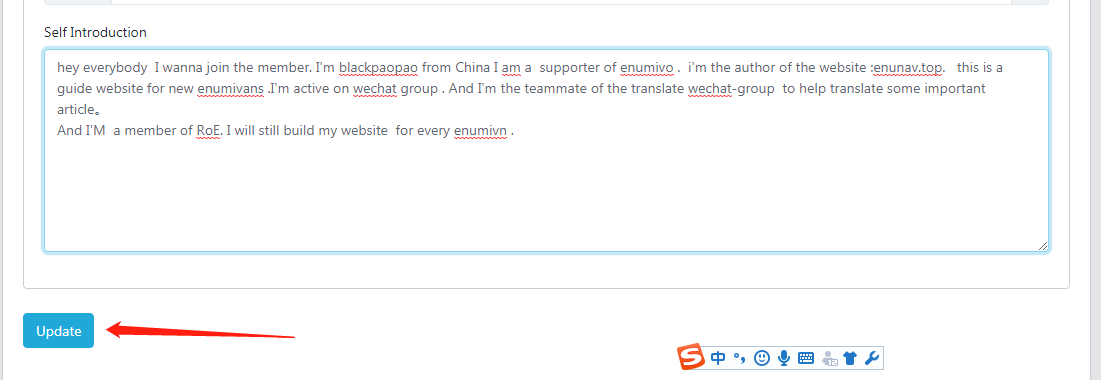 Self Introduction
hey everybody  I wanna join the member. I'm blackpaopao from China I am a  supporter of enumivo .  i'm the author of the website :enunav.top.   this is a
guide website for new enumivans .I'm active on wechat group . And I'm the teammate of the translate wechat-group  to help translate some important
article。
And I'M  a member of RoE. I will still build my website  for every enumivn .
Update
S 中